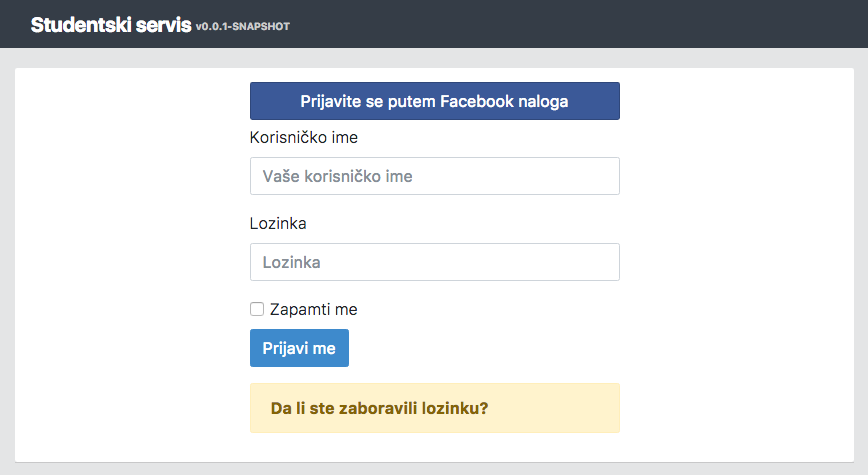 Studentski servis v0.0.1-SNAPSHOT
Prijavite se putem Facebook naloga
Korisničko ime
Vaše korisničko ime
Lozinka
Lozinka
Zapamti me
Prijavi me
Da li ste zaboravili lozinku?